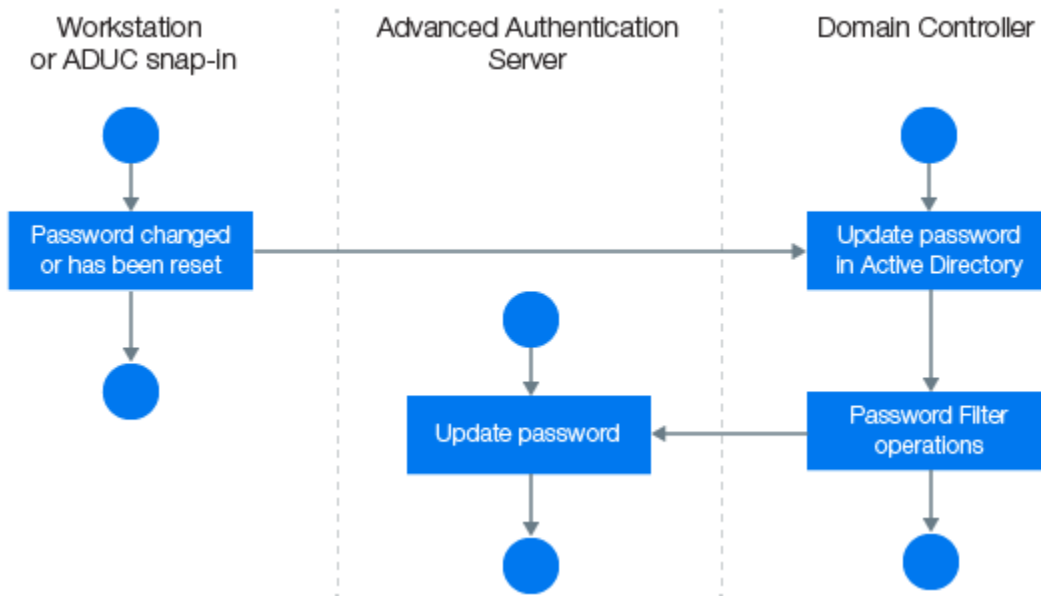 Workstation
or ADUC snap-in
Advanced Authentication
Server
Domain Controller
Password changed
or has been reset
Update password
in Active Directory
Update password
Password Filter
operations